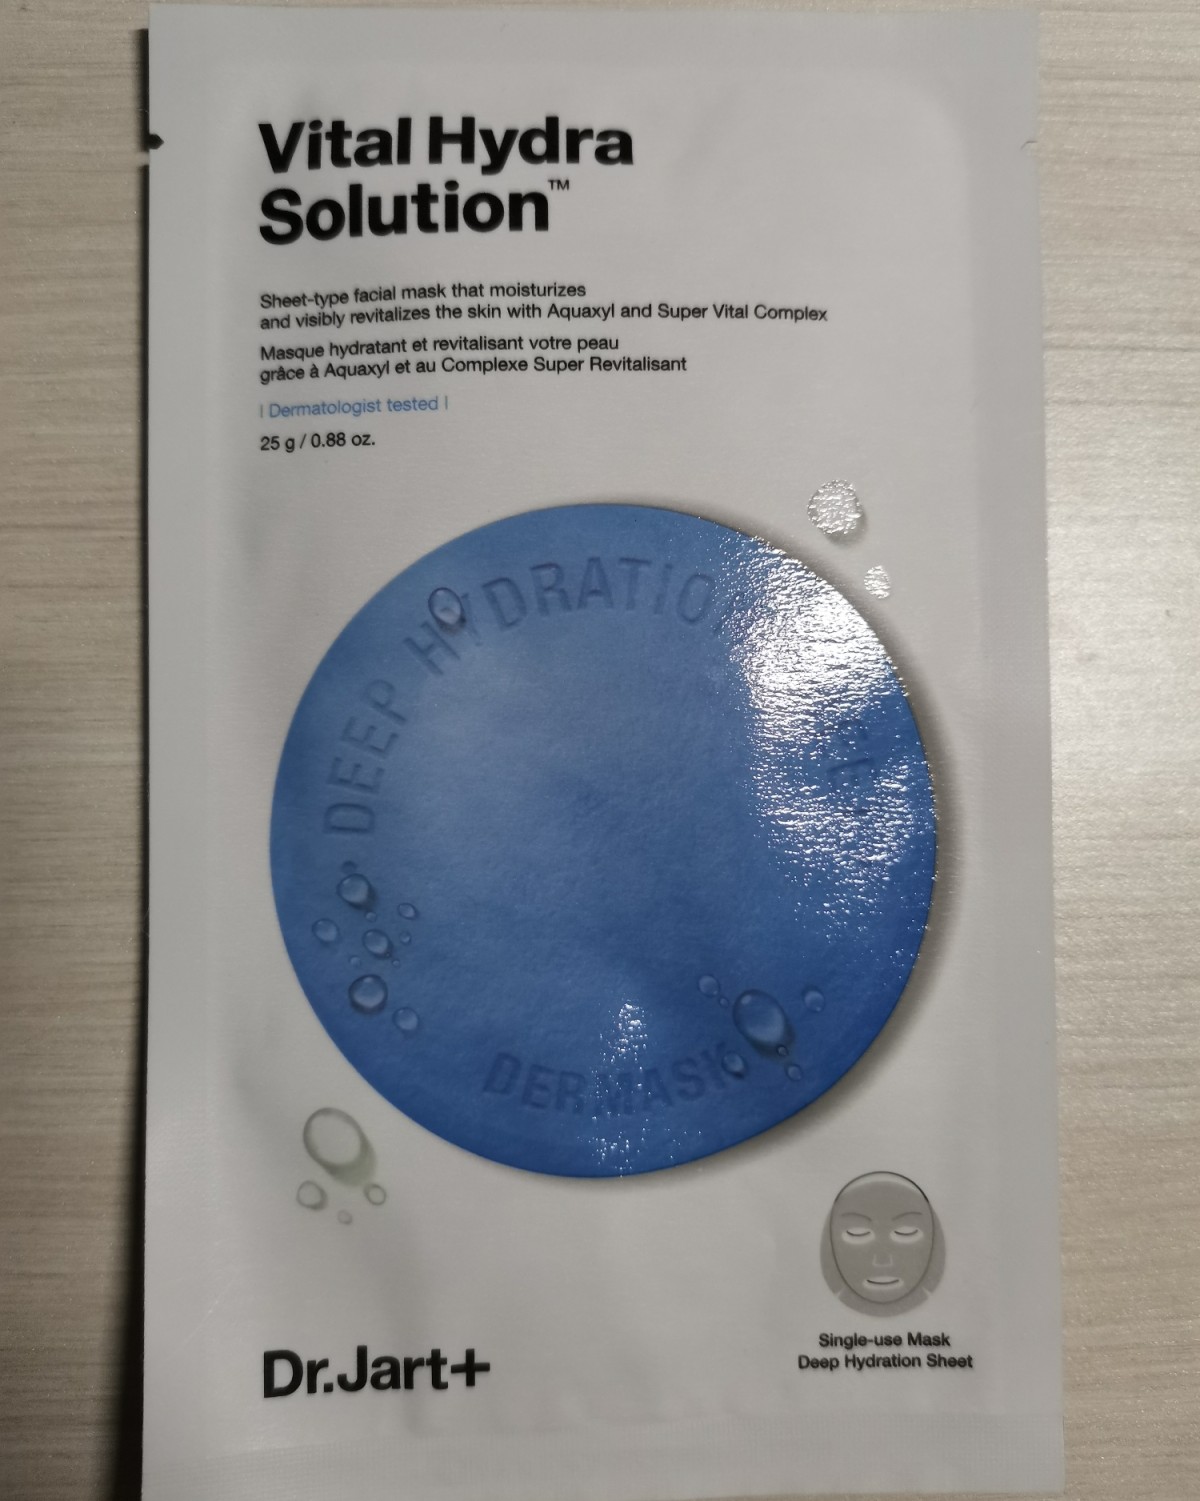 Vital Hydra
Solution™
Sheet-type facial mask that moisturizes
and visibly revitalizes the skin with Aquaxyl and Super Vital Complex
Masque hydratant et revitalisant votre peau
grâce à Aquaxyl et au Complexe Super Revitalisant
| Dermatologist tested |
25 g / 0.88 oz.
DEEP HYDRATION
DERMASK
Single-use Mask
Deep Hydration Sheet
Dr.Jart+